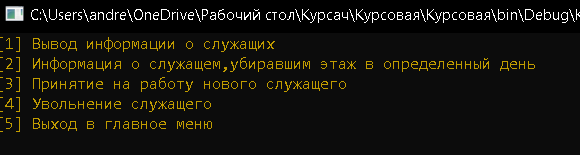 C:\Users\andre\OneDrive\Рабочий стол\Курсач\Курсовая\Курсовая\bin\Debug\
[1] Вывод информации о служащих
[2] Информация о служащем,убиравшим этаж в определенный день
[3] Принятие на работу нового служащего
[4] Увольнение служащего
[5] Выход в главное меню